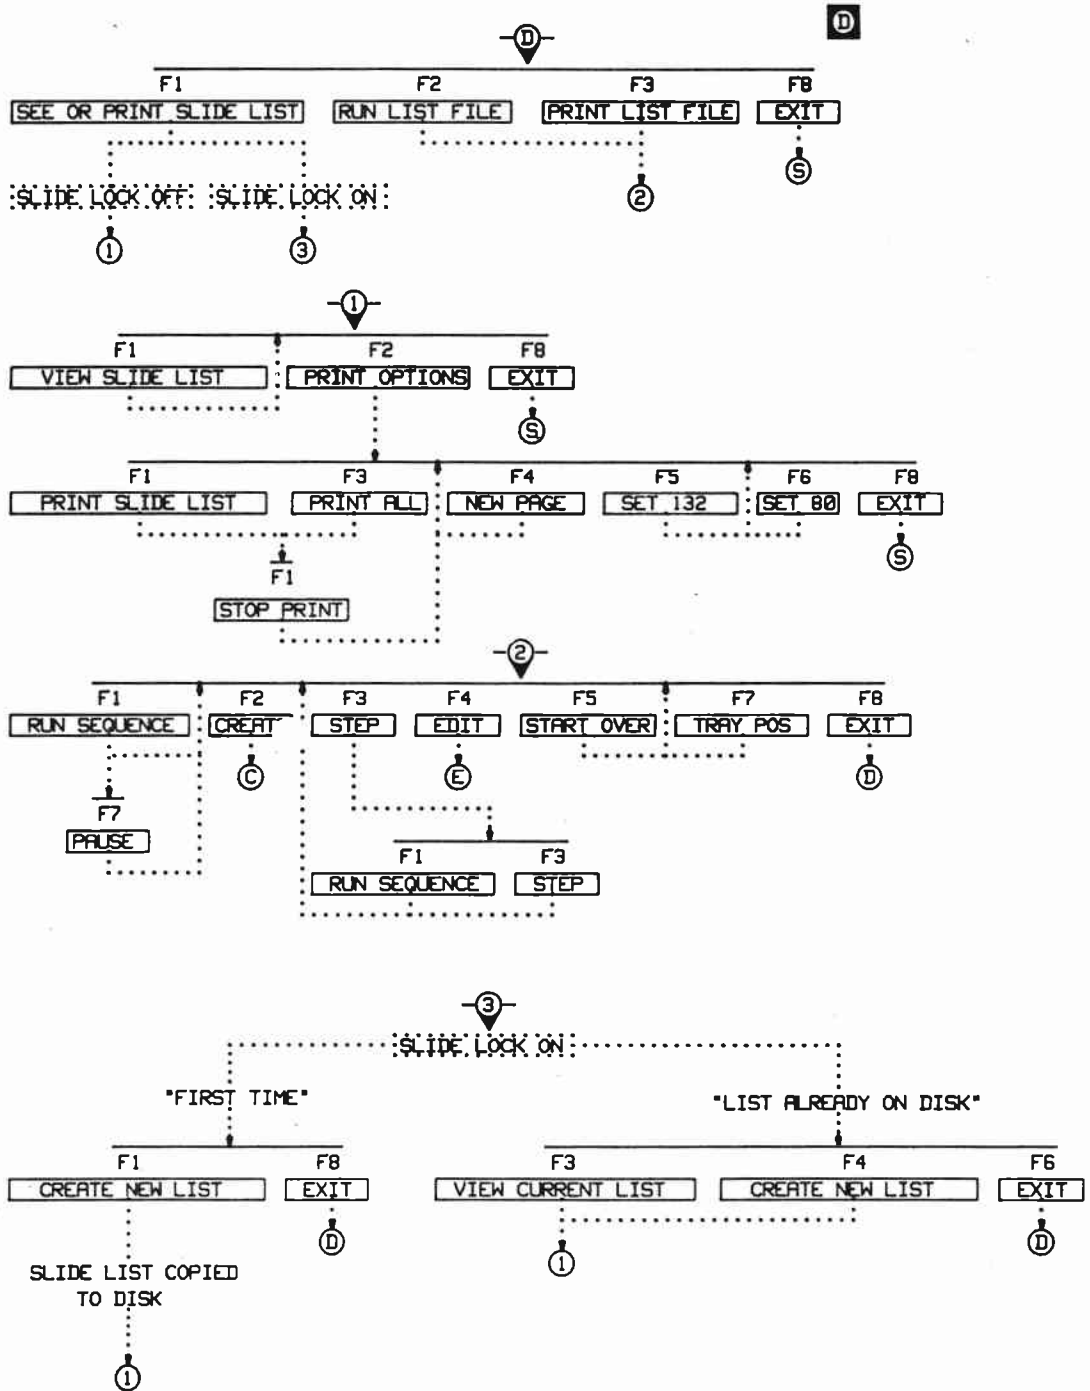 D
D
F1 F2 F3 F8
SEE OR PRINT SLIDE LIST RUN LIST FILE PRINT LIST FILE EXIT
S
SLIDE LOCK OFF SLIDE LOCK ON 2
1 3
1
F1 F2 F8
VIEW SLIDE LIST PRINT OPTIONS EXIT
S
F1 F3 F4 F5 F6 F8
PRINT SLIDE LIST PRINT ALL NEW PAGE SET 132 SET 80 EXIT
S
F1
STOP PRINT
2
F1 F2 F3 F4 F5 F7 F8
RUN SEQUENCE CREAT STEP EDIT START OVER TRAY POS EXIT
C E D
F7
PAUSE
F1 F3
RUN SEQUENCE STEP
3
SLIDE LOCK ON
"FIRST TIME"
"LIST ALREADY ON DISK"
F1 F8 F3 F4 F6
CREATE NEW LIST EXIT VIEW CURRENT LIST CREATE NEW LIST EXIT
D 1 D
SLIDE LIST COPIED
TO DISK
1